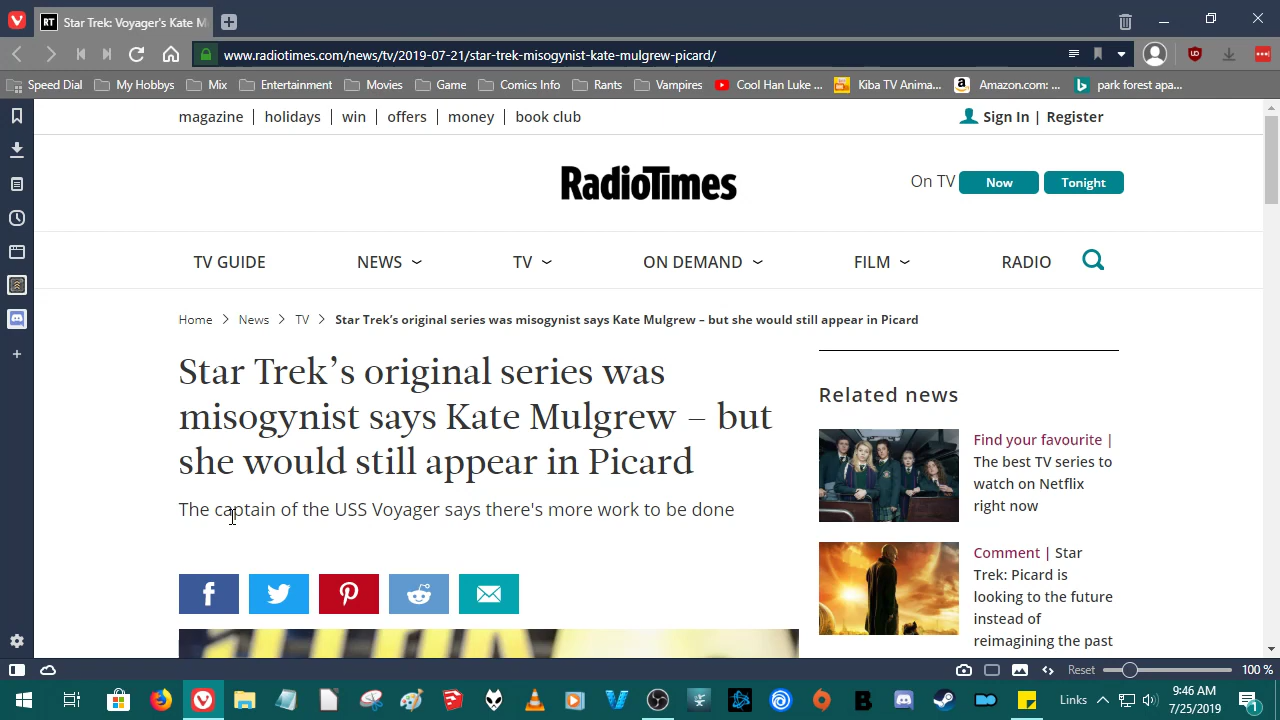 RT Star Trek: Voyager's Kate M
www.radiotimes.com/news/tv/2019-07-21/star-trek-misogynist-kate-mulgrew-picard/
Speed Dial My Hobby Mix Entertainment Movies Game Comics Info Rants Vampires Cool Han Luke ... Kiba TV Anima... a Amazon.com: ... park forest apa...
magazine | holidays | win | offers | money | book club
Sign In | Register
RadioTimes
On TV Now Tonight
TV GUIDE NEWS TV ON DEMAND FILM RADIO
Home > News > TV > Star Trek's original series was misogynist says Kate Mulgrew – but she would still appear in Picard
Star Trek's original series was
misogynist says Kate Mulgrew – but
she would still appear in Picard
The captain of the USS Voyager says there's more work to be done
Related news
Find your favourite |
The best TV series to
watch on Netflix
right now
Comment | Star
Trek: Picard is
looking to the future
instead of
reimagining the past
Reset 100 %
Links 9:46 AM
7/25/2019
1